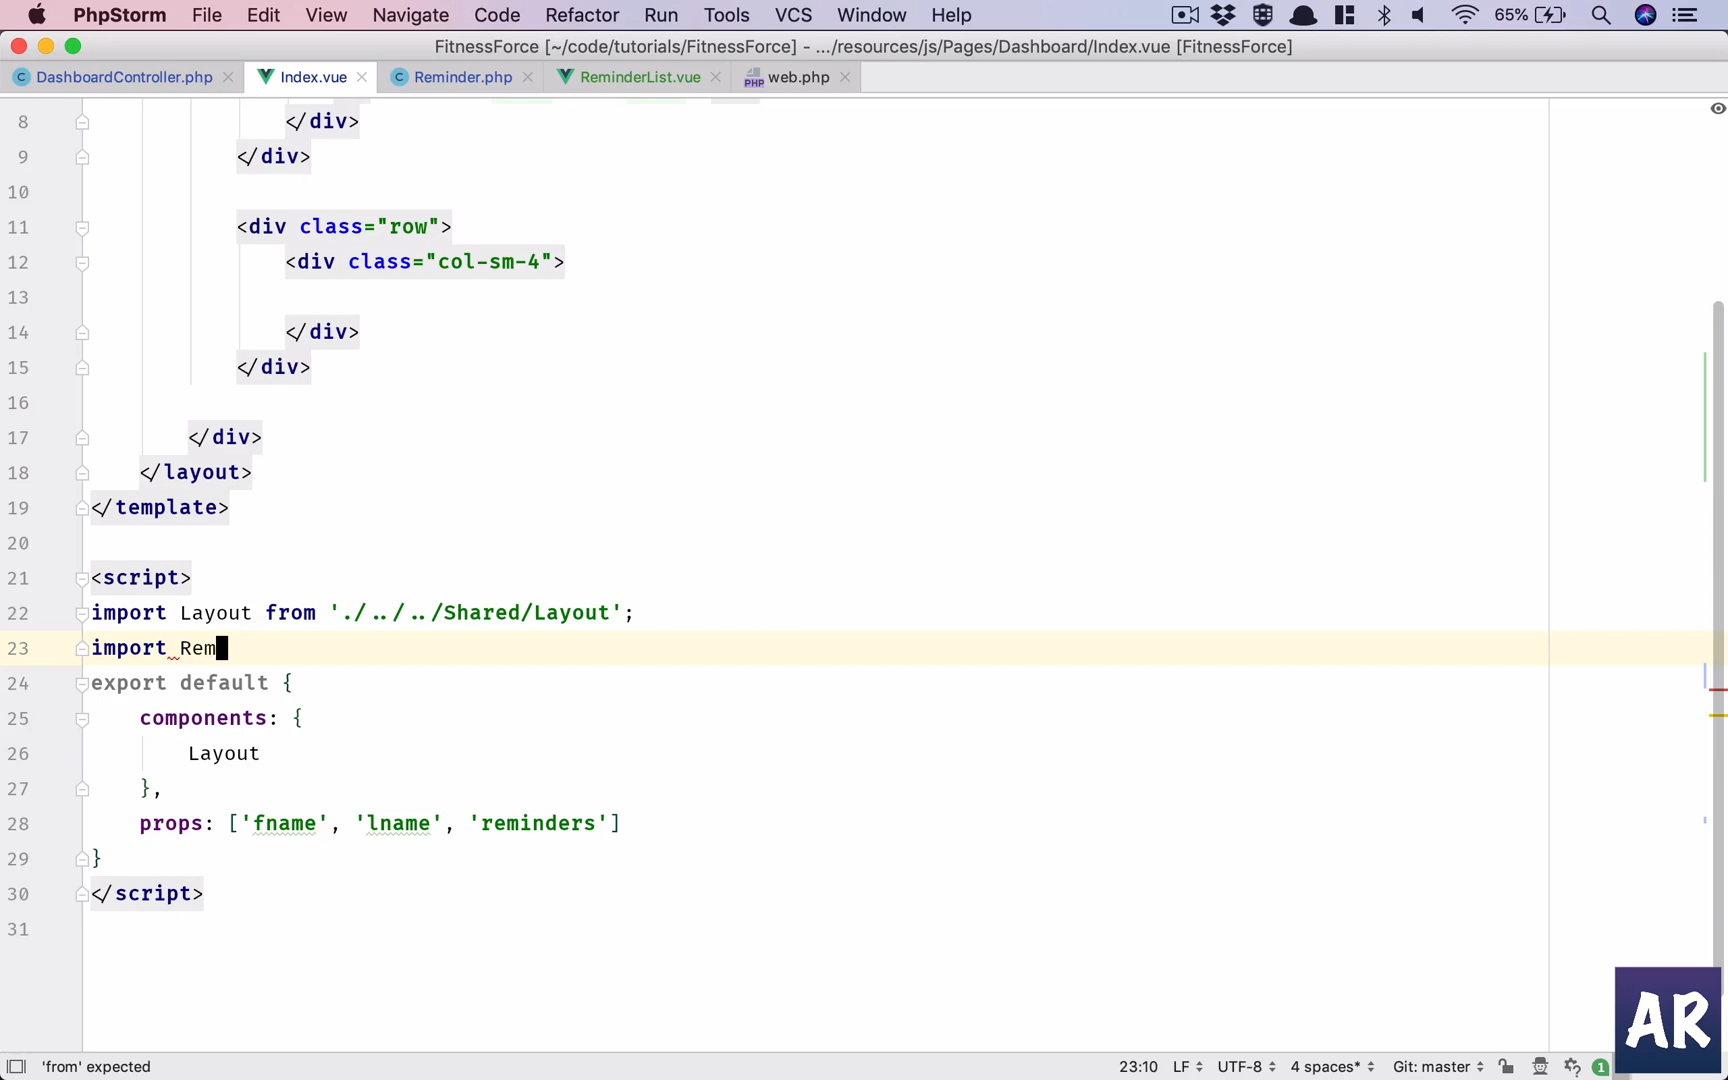 PhpStorm File Edit View Navigate Code Refactor Run Tools VCS Window Help 65%
FitnessForce [~/code/tutorials/FitnessForce] - .../resources/js/Pages/Dashboard/Index.vue [FitnessForce]
C DashboardController.php Index.vue C Reminder.php ReminderList.vue PHP web.php
8 </div>
9 </div>
10
11 <div class="row">
12 <div class="col-sm-4">
13
14 </div>
15 </div>
16
17 </div>
18 </layout>
19 </template>
20
21 <script>
22 import Layout from './../../Shared/Layout';
23 import Rem
24 export default {
25 components: {
26 Layout
27 },
28 props: ['fname', 'lname', 'reminders']
29 }
30 </script>
31
AR
'from' expected 23:10 LF UTF-8 4 spaces* Git: master 1